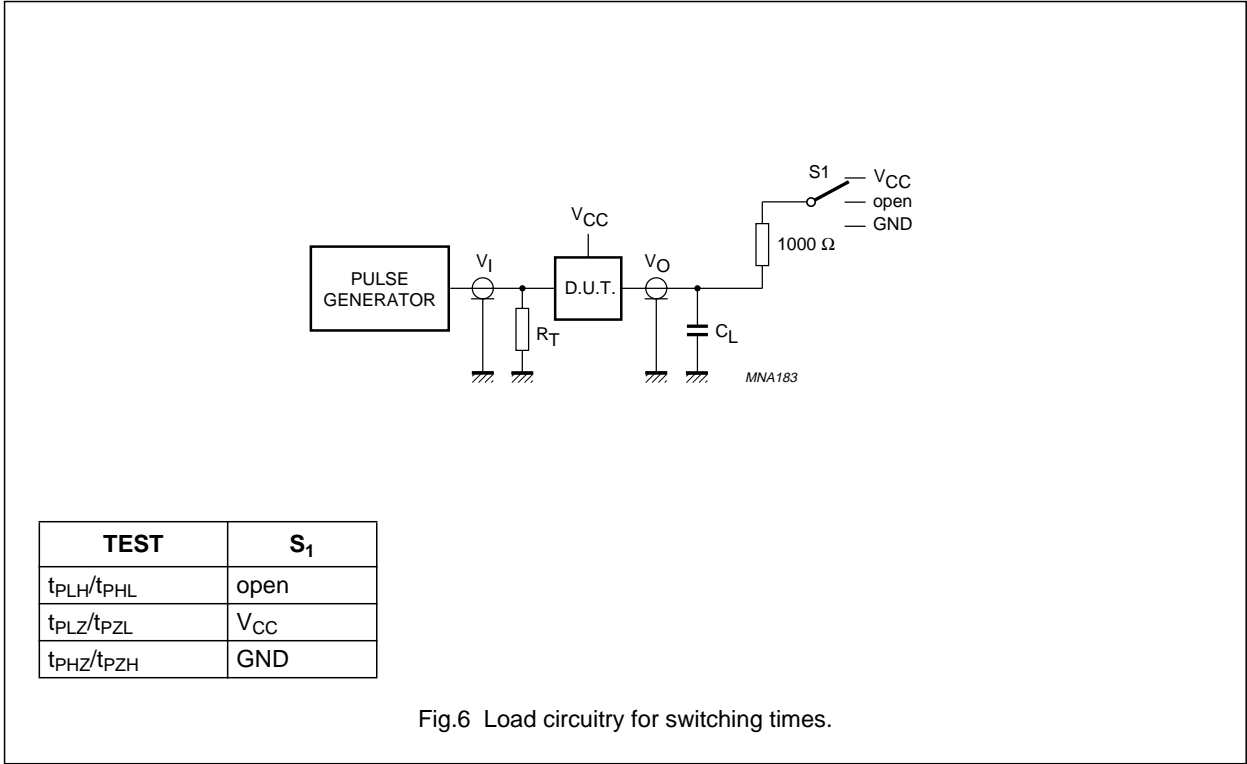 S1
VCC
open
GND
1000 Ω
VCC
PULSE
GENERATOR
VI
D.U.T.
VO
RT
CL
MNA183
TEST S1
tPLH/tPHL open
tPLZ/tPZL VCC
tPHZ/tPZH GND
Fig.6 Load circuitry for switching times.